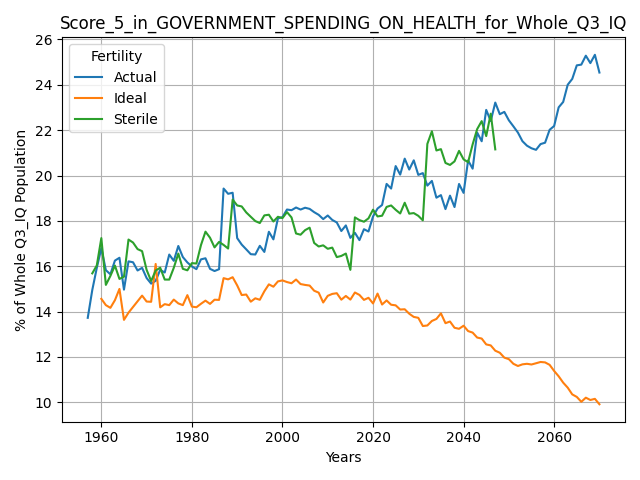 Score_5_in_GOVERNMENT_SPENDING_ON_HEALTH_for_Whole_Q3_IQ
26
24
22
20
18
16
14
12
10
% of Whole Q3_IQ Population
Fertility
Actual
Ideal
Sterile
1960
1980
2000
2020
2040
2060
Years